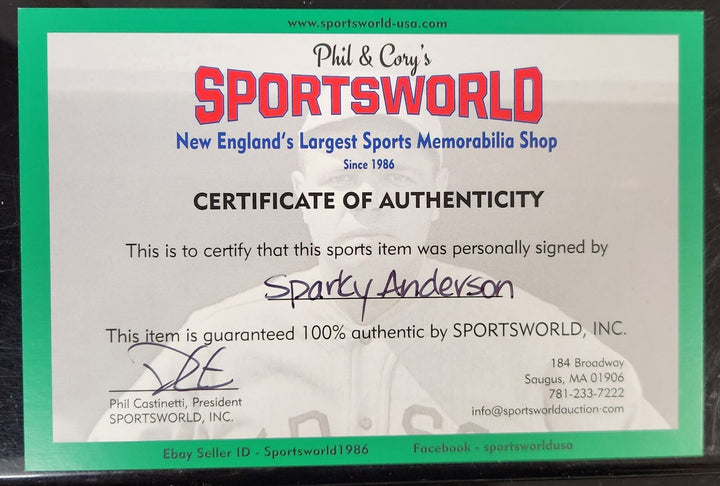 www.sportsworld-usa.com
Phil & Cory's
SPORTSWORLD
New England's Largest Sports Memorabilia Shop
Since 1986
CERTIFICATE OF AUTHENTICITY
This is to certify that this sports item was personally signed by
Sparky Anderson
This item is guaranteed 100% authentic by SPORTSWORLD, INC.
Phil Castinetti, President
SPORTSWORLD, INC.
184 Broadway
Saugus, MA 01906
781-233-7222
info@sportsworldauction.com
Ebay Seller ID - Sportsworld1986
Facebook - sportsworldusa